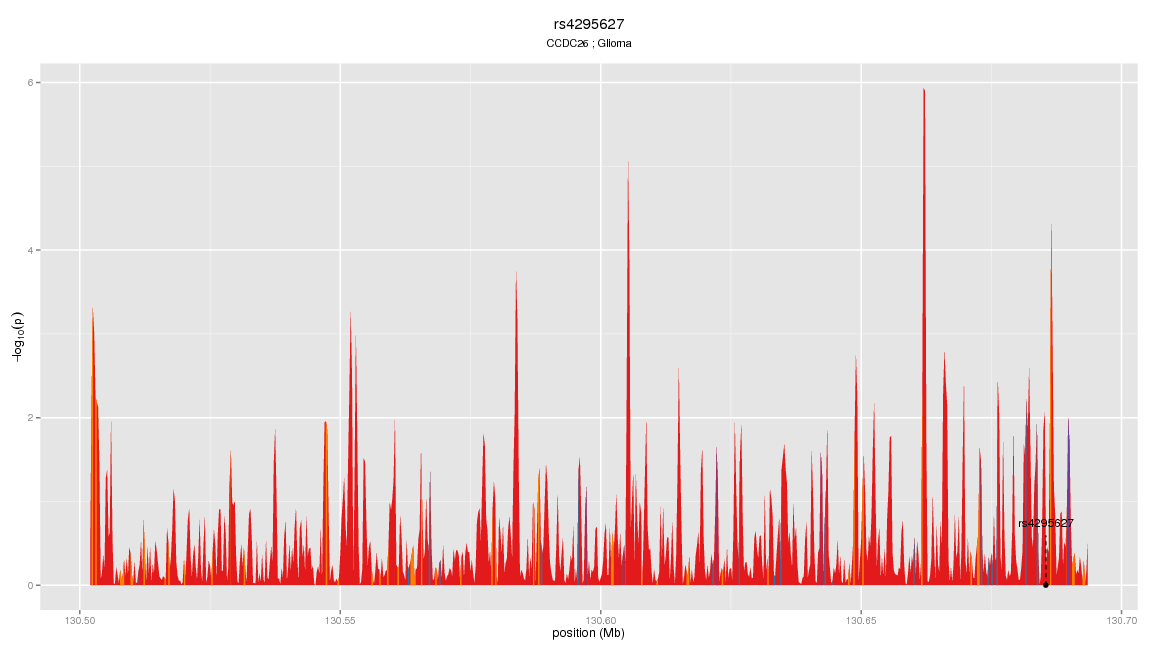 rs4295627
CCDC26 ; Glioma
6
4
2
0
−log10(p)
rs4295627
130.50 130.55 130.60 130.65 130.70
position (Mb)